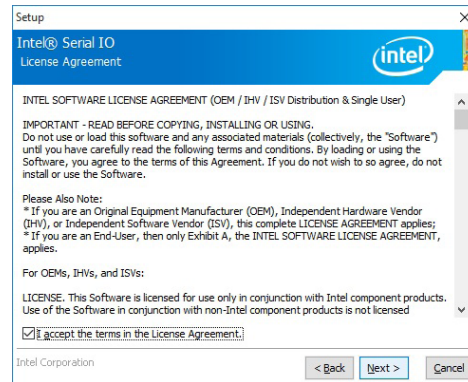 Setup
Intel® Serial IO
License Agreement
intel
INTEL SOFTWARE LICENSE AGREEMENT (OEM / IHV / ISV Distribution & Single User)
IMPORTANT - READ BEFORE COPYING, INSTALLING OR USING.
Do not use or load this software and any associated materials (collectively, the "Software")
until you have carefully read the following terms and conditions. By loading or using the
Software, you agree to the terms of this Agreement. If you do not wish to so agree, do not
install or use the Software.
Please Also Note:
* If you are an Original Equipment Manufacturer (OEM), Independent Hardware Vendor
(IHV), or Independent Software Vendor (ISV), this complete LICENSE AGREEMENT applies;
* If you are an End-User, then only Exhibit A, the INTEL SOFTWARE LICENSE AGREEMENT,
applies.
For OEMs, IHVs, and ISVs:
LICENSE. This Software is licensed for use only in conjunction with Intel component products.
Use of the Software in conjunction with non-Intel component products is not licensed
I accept the terms in the License Agreement.
Intel Corporation
< Back
Next >
Cancel